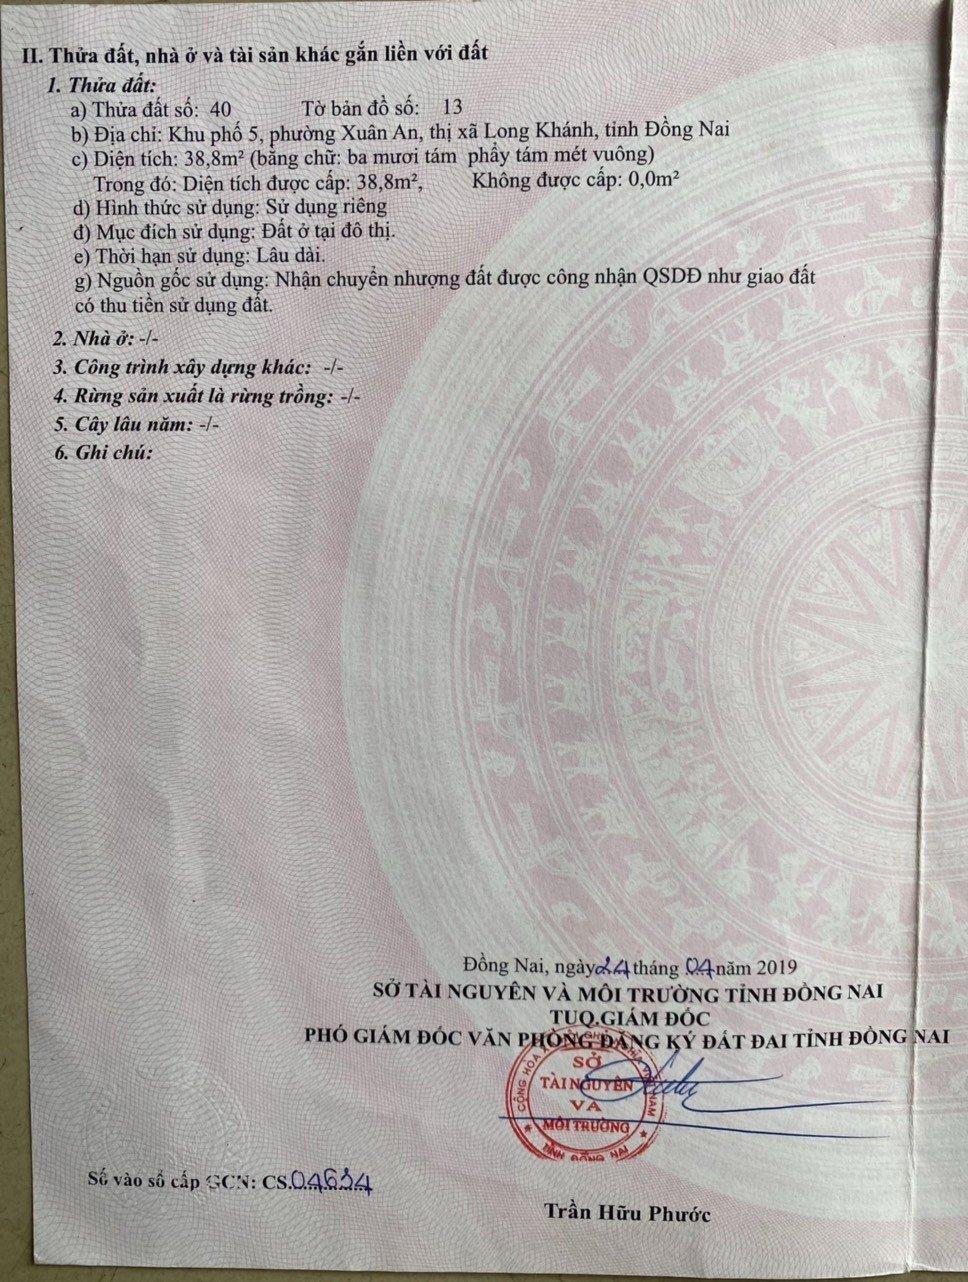 II. Thửa đất, nhà ở và tài sản khác gắn liền với đất
1. Thửa đất:
a) Thửa đất số: 40 Tờ bản đồ số: 13
b) Địa chỉ: Khu phố 5, phường Xuân An, thị xã Long Khánh, tỉnh Đồng Nai
c) Diện tích: 38,8m² (bằng chữ: ba mươi tám phẩy tám mét vuông)
Trong đó: Diện tích được cấp: 38,8m², Không được cấp: 0,0m²
d) Hình thức sử dụng: Sử dụng riêng
đ) Mục đích sử dụng: Đất ở tại đô thị.
e) Thời hạn sử dụng: Lâu dài.
g) Nguồn gốc sử dụng: Nhận chuyển nhượng đất được công nhận QSDĐ như giao đất
có thu tiền sử dụng đất.
2. Nhà ở: -/-
3. Công trình xây dựng khác: -/-
4. Rừng sản xuất là rừng trồng: -/-
5. Cây lâu năm: -/-
6. Ghi chú:
Đồng Nai, ngày 24 tháng 04 năm 2019
SỞ TÀI NGUYÊN VÀ MÔI TRƯỜNG TỈNH ĐỒNG NAI
TUQ.GIÁM ĐỐC
PHÓ GIÁM ĐỐC VĂN PHÒNG ĐĂNG KÝ ĐẤT ĐAI TỈNH ĐỒNG NAI
SỞ
TÀI NGUYÊN
VÀ
MÔI TRƯỜNG
TỈNH ĐỒNG NAI
Số vào sổ cấp GCN: CS.04634
Trần Hữu Phước